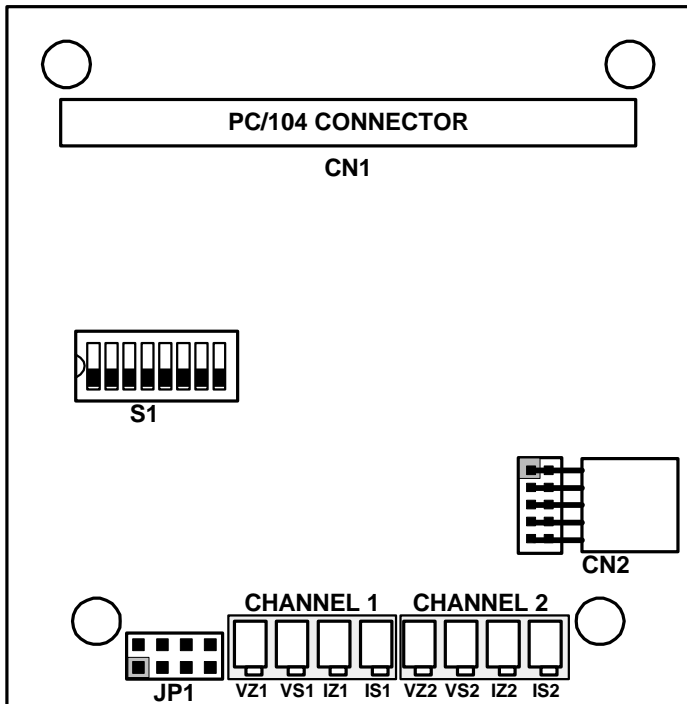 PC/104 CONNECTOR
CN1
S1
CN2
CHANNEL 1 CHANNEL 2
JP1 VZ1 VS1 IZ1 IS1 VZ2 VS2 IZ2 IS2